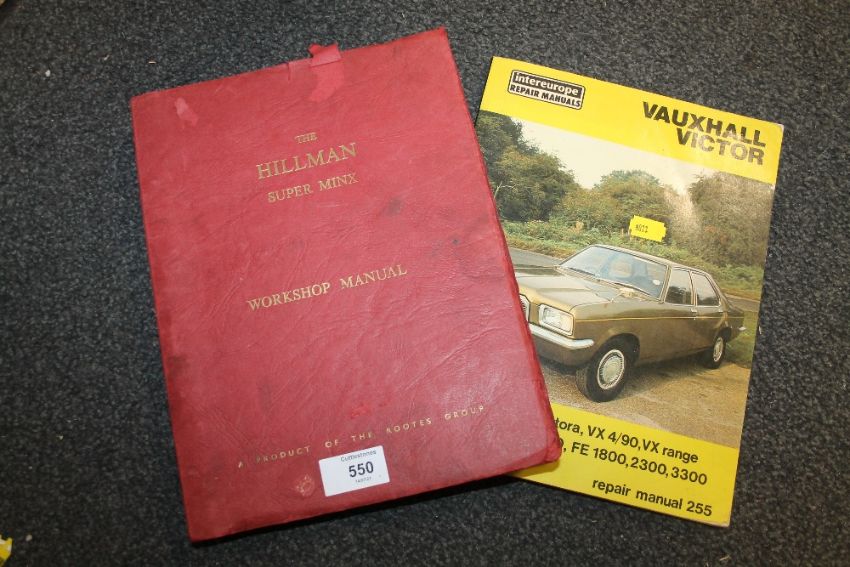 THE
HILLMAN
SUPER MINX
WORKSHOP MANUAL
A PRODUCT OF THE ROOTES GROUP
550
intereurope
REPAIR MANUALS
VAUXHALL
VICTOR
tora, VX 4/90, VX range
FE 1800, 2300, 3300
repair manual 255